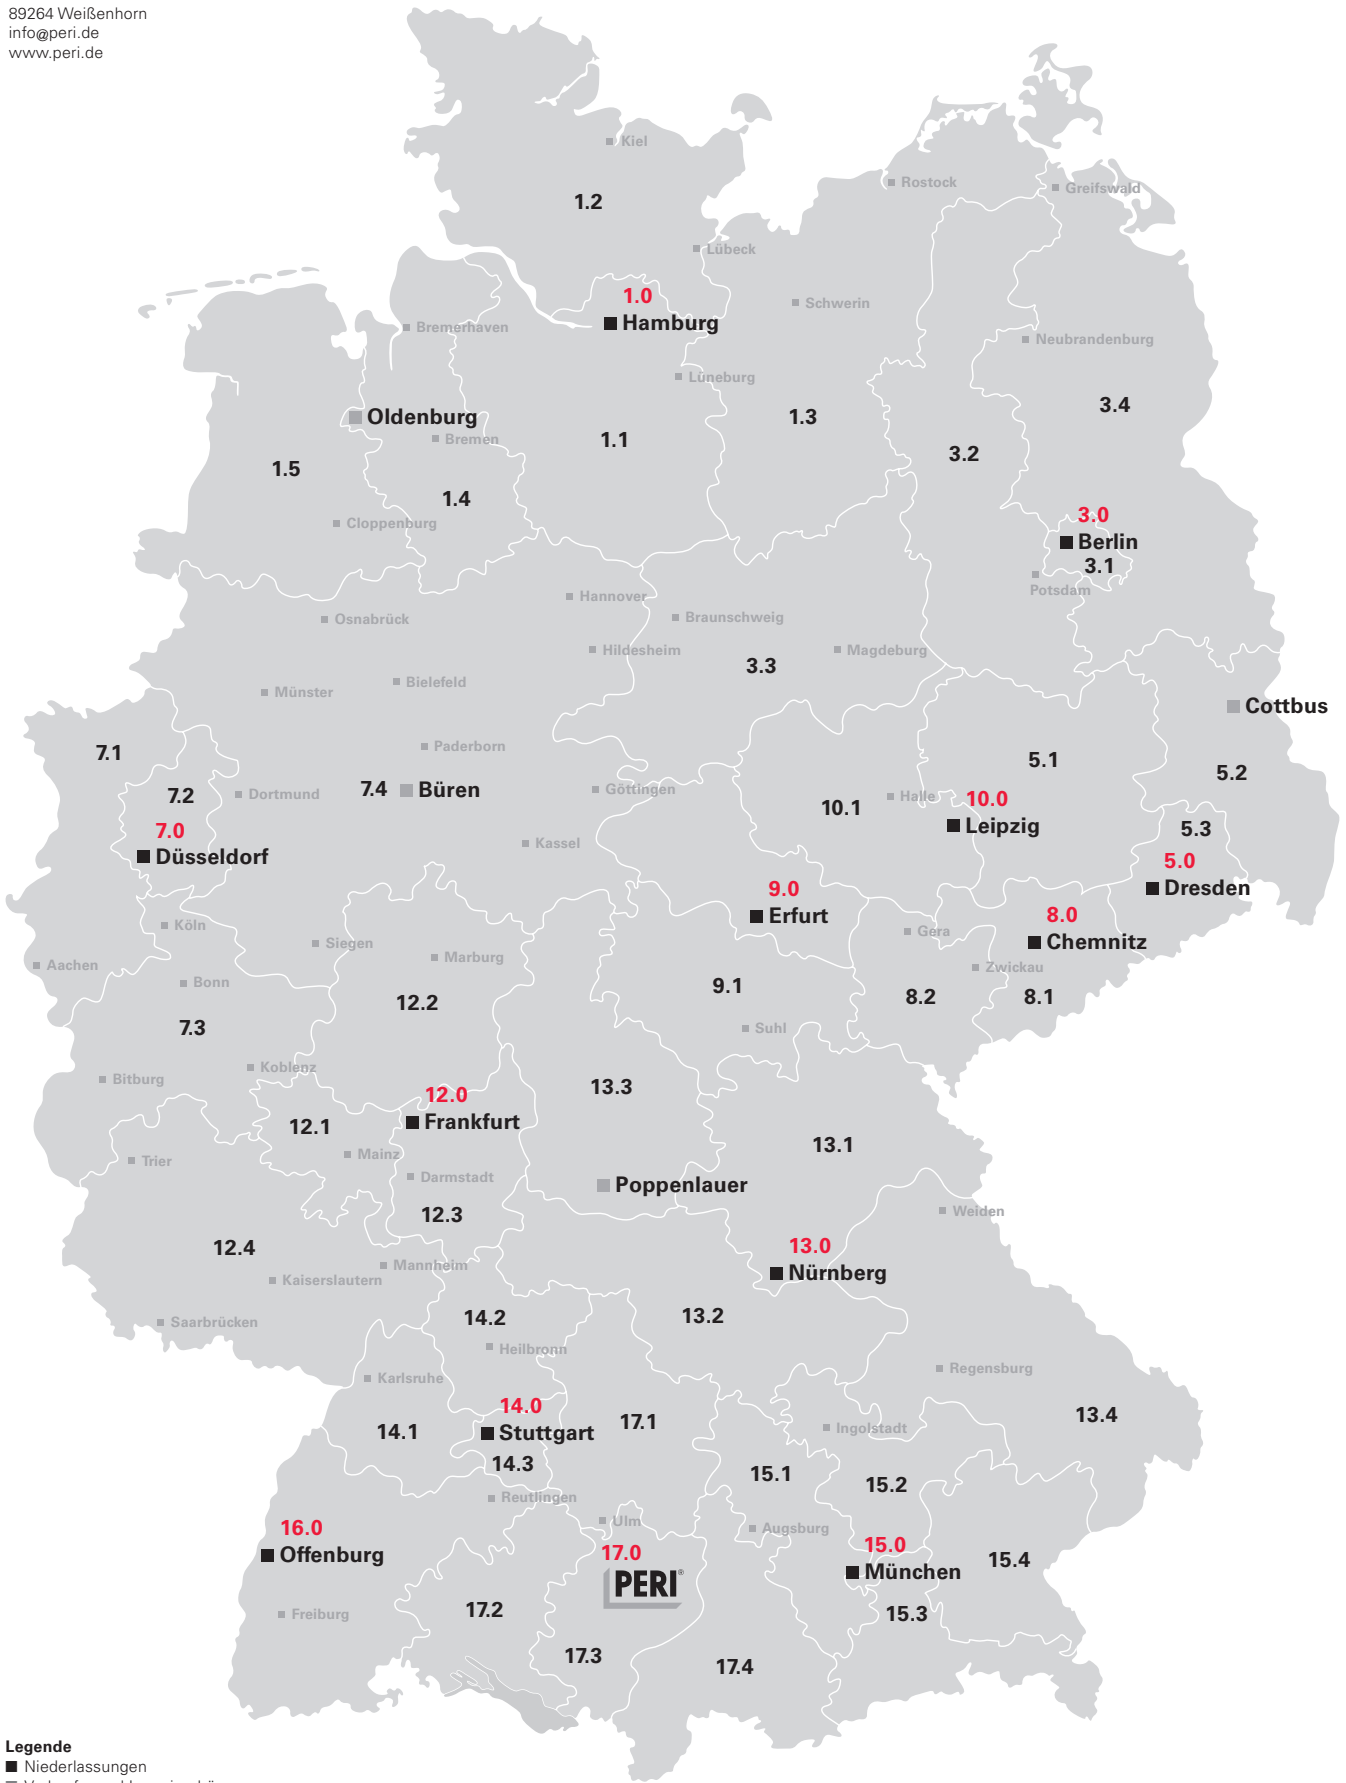 89264 Weißenhorn
info@peri.de
www.peri.de
Kiel
Rostock
Greifswald
1.2
Lübeck
1.0
Hamburg
Schwerin
Bremerhaven
Neubrandenburg
Lüneburg
3.4
Oldenburg
1.3
Bremen
1.1
3.2
1.5
1.4
Cloppenburg
3.0
Berlin
3.1
Potsdam
Hannover
Osnabrück
Braunschweig
Hildesheim
Magdeburg
3.3
Bielefeld
Münster
Cottbus
7.1
Paderborn
5.1
5.2
7.2
Dortmund
7.4
Büren
Göttingen
Halle
10.0
10.1
Leipzig
5.3
7.0
Düsseldorf
Kassel
5.0
Dresden
9.0
Erfurt
8.0
Chemnitz
Köln
Gera
Siegen
Marburg
Aachen
Zwickau
Bonn
9.1
8.2
8.1
12.2
7.3
Suhl
Koblenz
Bitburg
12.0
Frankfurt
13.3
12.1
13.1
Mainz
Trier
Darmstadt
Poppenlauer
12.3
Weiden
12.4
13.0
Nürnberg
Mannheim
Kaiserslautern
14.2
13.2
Saarbrücken
Heilbronn
Regensburg
Karlsruhe
14.0
Stuttgart
14.1
17.1
13.4
Ingolstadt
14.3
15.1
15.2
Reutlingen
Ulm
Augsburg
16.0
Offenburg
17.0
PERI®
15.0
München
15.4
Freiburg
17.2
15.3
17.3
17.4
Legende
Niederlassungen